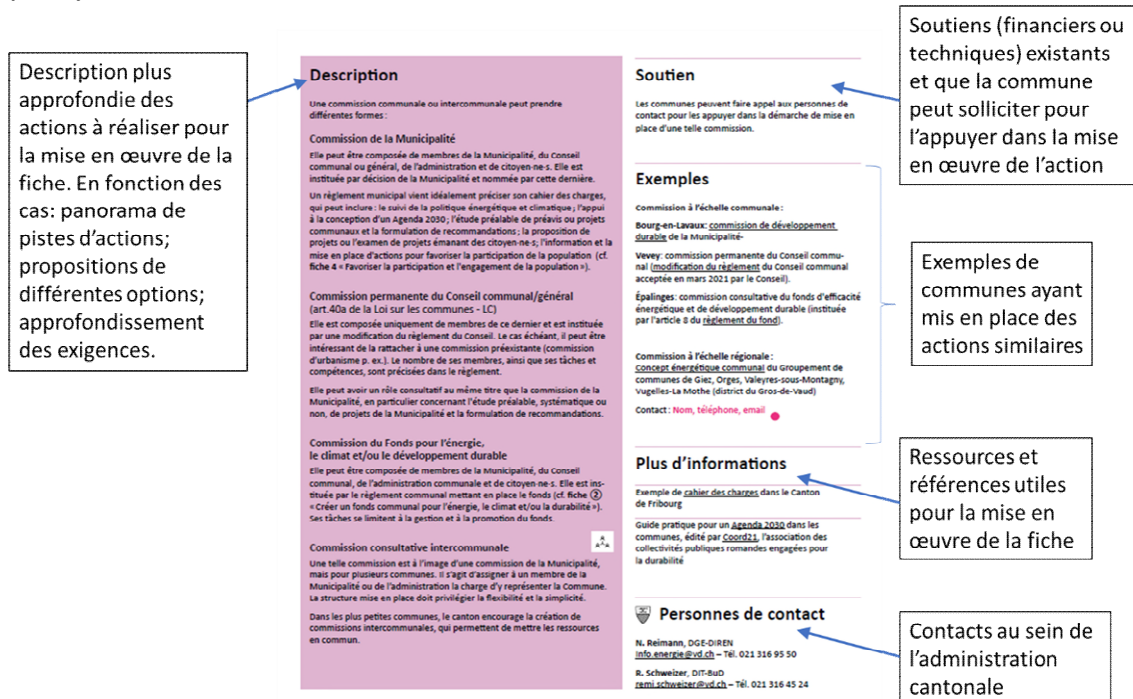 Description plus
approfondie des
actions à réaliser pour
la mise en œuvre de la
fiche. En fonction des
cas: panorama de
pistes d’actions;
propositions de
différentes options;
approfondissement
des exigences.
Description
Une commission communale ou intercommunale peut prendre
différentes formes :
Commission de la Municipalité
Elle peut être composée de membres de la Municipalité, du Conseil
communal ou général, de l’administration et de citoyen·ne·s. Elle est
instituée par décision de la Municipalité et nommée par cette dernière.
Un règlement municipal vient idéalement préciser son cahier des charges,
qui peut inclure : le suivi de la politique énergétique et climatique ; l’appui
à la conception d’un Agenda 2030 ; l’étude préalable de préavis ou projets
communaux et la formulation de recommandations ; la proposition de
projets ou l’examen de projets émanant des citoyen·ne·s; l’information et la
mise en place d’actions pour favoriser la participation de la population (cf.
fiche 4 « Favoriser la participation et l’engagement de la population »).
Commission permanente du Conseil communal/général
(art.40a de la Loi sur les communes - LC)
Elle est composée uniquement de membres de ce dernier et est instituée
par une modification du règlement du Conseil. Le cas échéant, il peut être
intéressant de la rattacher à une commission préexistante (commission
d’urbanisme p. ex.). Le nombre de ses membres, ainsi que ses tâches et
compétences, sont précisées dans le règlement.
Elle peut avoir un rôle consultatif au même titre que la commission de la
Municipalité, en particulier concernant l’étude préalable, systématique ou
non, de projets de la Municipalité et la formulation de recommandations.
Commission du Fonds pour l’énergie,
le climat et/ou le développement durable
Elle peut être composée de membres de la Municipalité, du Conseil
communal, de l’administration communale et de citoyen·ne·s. Elle est ins-
tituée par le règlement communal mettant en place le fonds (cf. fiche ②
« Créer un fonds communal pour l’énergie, le climat et/ou la durabilité »).
Ses tâches se limitent à la gestion et à la promotion du fonds.
Commission consultative intercommunale
Une telle commission est à l’image d’une commission de la Municipalité,
mais pour plusieurs communes. Il s’agit d’assigner à un membre de la
Municipalité ou de l’administration la charge d’y représenter la Commune.
La structure mise en place doit privilégier la flexibilité et la simplicité.
Dans les plus petites communes, le canton encourage la création de
commissions intercommunales, qui permettent de mettre les ressources
en commun.
Soutien
Les communes peuvent faire appel aux personnes de
contact pour les appuyer dans la démarche de mise en
place d’une telle commission.
Exemples
Commission à l’échelle communale :
Bourg-en-Lavaux: commission de développement
durable de la Municipalité-
Vevey: commission permanente du Conseil commu-
nal (modification du règlement du Conseil communal
acceptée en mars 2021 par le Conseil).
Épalinges: commission consultative du fonds d’efficacité
énergétique et de développement durable (instituée
par l’article 8 du règlement du fond).
Commission à l’échelle régionale :
Concept énergétique communal du Groupement de
communes de Giez, Orges, Valeyres-sous-Montagny,
Vugelles-La Mothe (district du Gros-de-Vaud)
Contact : Nom, téléphone, email
Plus d’informations
Exemple de cahier des charges dans le Canton
de Fribourg
Guide pratique pour un Agenda 2030 dans les
communes, édité par Coord21, l’association des
collectivités publiques romandes engagées pour
la durabilité
Personnes de contact
N. Reimann, DGE-DIREN
Info.energie@vd.ch – Tél. 021 316 95 50
R. Schweizer, DIT-BuD
remi.schweizer@vd.ch – Tél. 021 316 45 24
Soutiens (financiers ou
techniques) existants
et que la commune
peut solliciter pour
l’appuyer dans la mise
en œuvre de l’action
Exemples de
communes ayant
mis en place des
actions similaires
Ressources et
références utiles
pour la mise en
œuvre de la fiche
Contacts au sein de
l’administration
cantonale